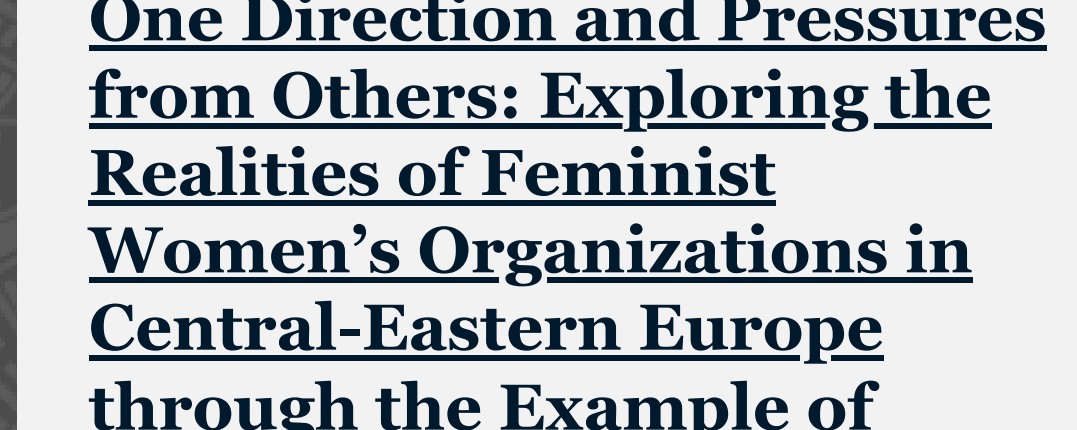 One Direction and Pressures
from Others: Exploring the
Realities of Feminist
Women’s Organizations in
Central-Eastern Europe
through the Example of